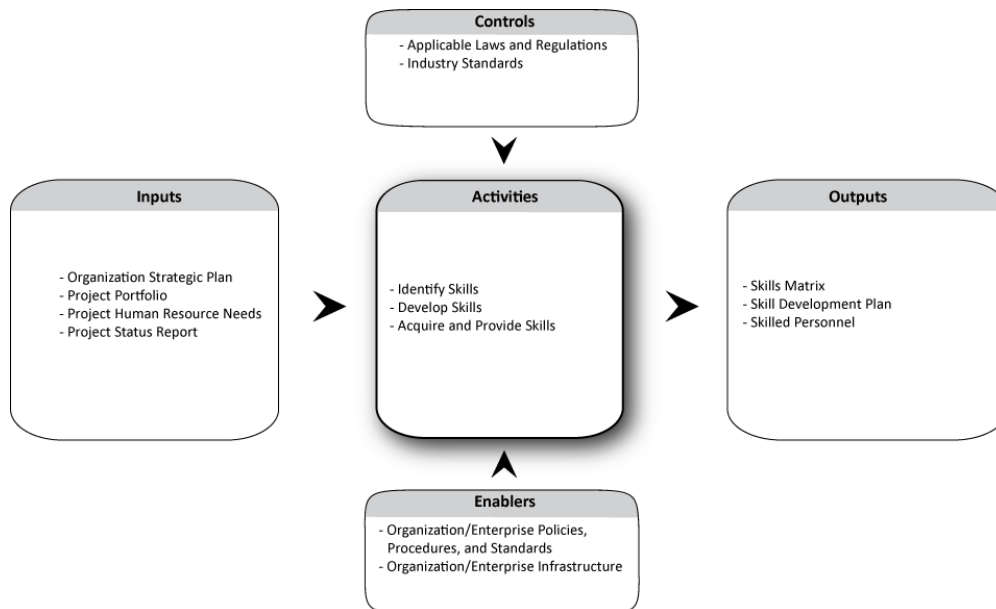 Controls
- Applicable Laws and Regulations
- Industry Standards
Inputs
- Organization Strategic Plan
- Project Portfolio
- Project Human Resource Needs
- Project Status Report
Activities
- Identify Skills
- Develop Skills
- Acquire and Provide Skills
Outputs
- Skills Matrix
- Skill Development Plan
- Skilled Personnel
Enablers
- Organization/Enterprise Policies,
Procedures, and Standards
- Organization/Enterprise Infrastructure